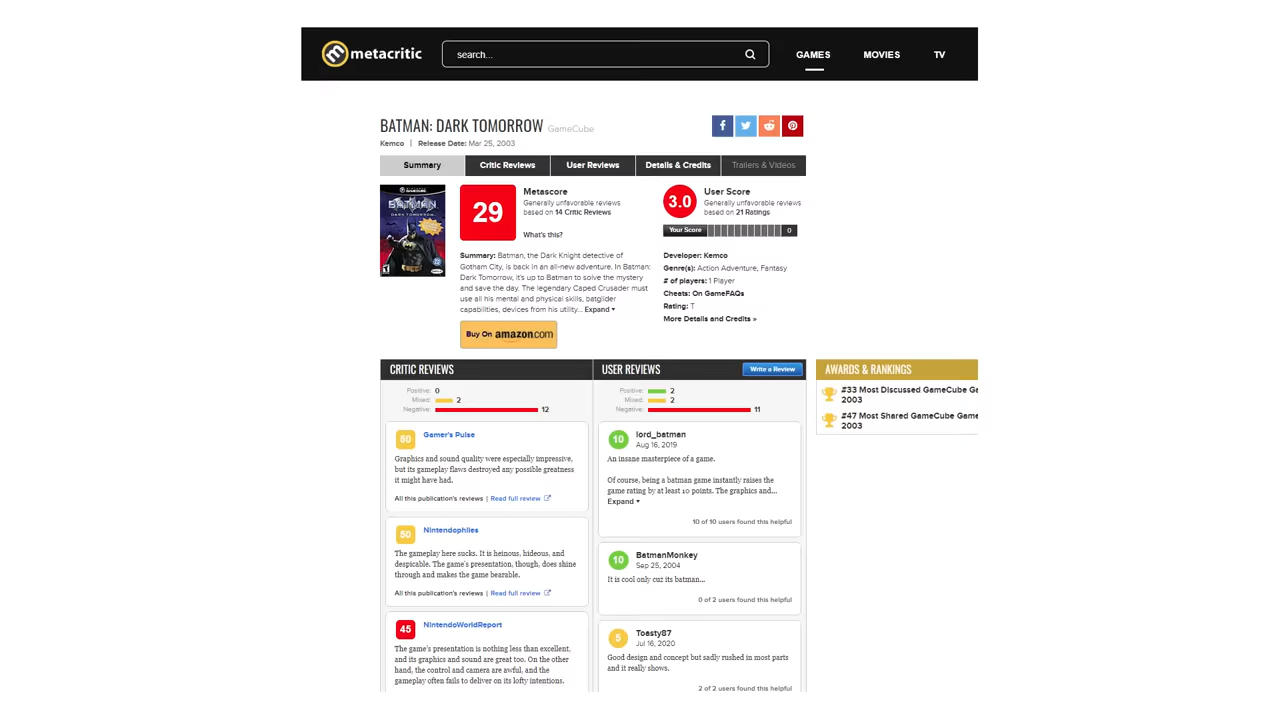 metacritic
search...
GAMES
MOVIES
TV
BATMAN: DARK TOMORROW GameCube
Kemco | Release Date: Mar 25, 2003
Summary
Critic Reviews
User Reviews
Details & Credits
Trailers & Videos
BATMAN
DARK TOMORROW
29
Metascore
Generally unfavorable reviews
based on 14 Critic Reviews
What's this?
Summary: Batman, the Dark Knight detective of
Gotham City, is back in an all-new adventure. In Batman:
Dark Tomorrow, it's up to Batman to solve the mystery
and save the day. The legendary Caped Crusader must
use all his mental and physical skills, batglider
capabilities, devices from his utility... Expand
Buy On amazon.com
3.0
User Score
Generally unfavorable reviews
based on 21 Ratings
Your Score 0
Developer: Kemco
Genre(s): Action Adventure, Fantasy
# of players: 1 Player
Cheats: On GameFAQs
Rating: T
More Details and Credits »
CRITIC REVIEWS
Positive: 0
Mixed: 2
Negative: 12
50
Gamer's Pulse
Graphics and sound quality were especially impressive,
but its gameplay flaws destroyed any possible greatness
it might have had.
All this publication's reviews | Read full review
50
Nintendophiles
The gameplay here sucks. It is heinous, hideous, and
despicable. The game's presentation, though, does shine
through and makes the game bearable.
All this publication's reviews | Read full review
45
NintendoWorldReport
The game's presentation is nothing less than excellent,
and its graphics and sound are great too. On the other
hand, the control and camera are awful, and the
gameplay often fails to deliver on its lofty intentions.
USER REVIEWS
Write a Review
Positive: 2
Mixed: 2
Negative: 11
10
lord_batman
Aug 16, 2019
An insane masterpiece of a game.
Of course, being a batman game instantly raises the
game rating by at least 10 points. The graphics and...
Expand
10 of 10 users found this helpful
10
BatmanMonkey
Sep 25, 2004
It is cool only cuz its batman...
0 of 2 users found this helpful
5
Toasty87
Jul 16, 2020
Good design and concept but sadly rushed in most parts
and it really shows.
2 of 2 users found this helpful
AWARDS & RANKINGS
#33 Most Discussed GameCube Ga
2003
#47 Most Shared GameCube Game
2003